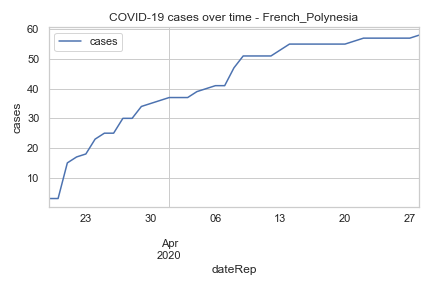 COVID-19 cases over time - French_Polynesia
cases
60
50
40
30
20
10
cases
23 30 06 13 20 27
Apr
2020
dateRep